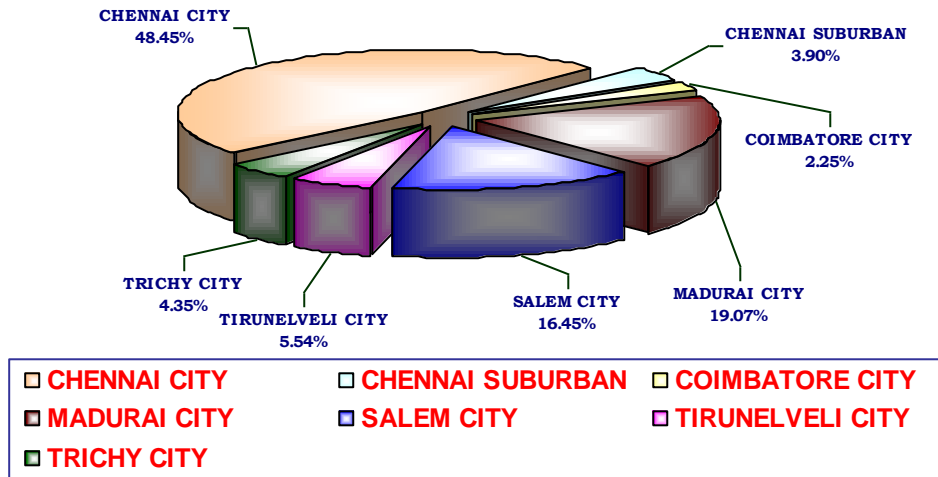 CHENNAI CITY
48.45%
CHENNAI SUBURBAN
3.90%
COIMBATORE CITY
2.25%
MADURAI CITY
19.07%
SALEM CITY
16.45%
TIRUNELVELI CITY
5.54%
TRICHY CITY
4.35%
CHENNAI CITY CHENNAI SUBURBAN COIMBATORE CITY
MADURAI CITY SALEM CITY TIRUNELVELI CITY
TRICHY CITY